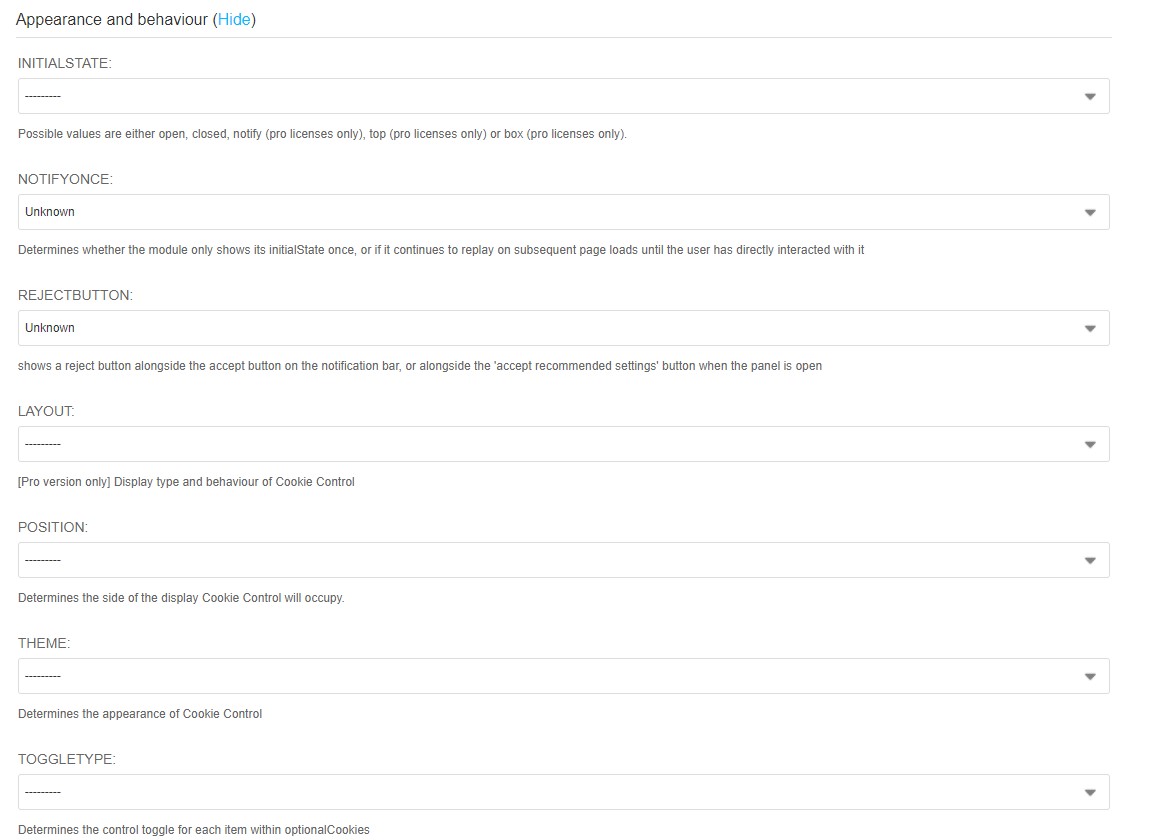 Appearance and behaviour (Hide)
INITIALSTATE:
---------
Possible values are either open, closed, notify (pro licenses only), top (pro licenses only) or box (pro licenses only).
NOTIFYONCE:
Unknown
Determines whether the module only shows its initialState once, or if it continues to replay on subsequent page loads until the user has directly interacted with it
REJECTBUTTON:
Unknown
shows a reject button alongside the accept button on the notification bar, or alongside the 'accept recommended settings' button when the panel is open
LAYOUT:
---------
[Pro version only] Display type and behaviour of Cookie Control
POSITION:
---------
Determines the side of the display Cookie Control will occupy.
THEME:
---------
Determines the appearance of Cookie Control
TOGGLETYPE:
---------
Determines the control toggle for each item within optionalCookies